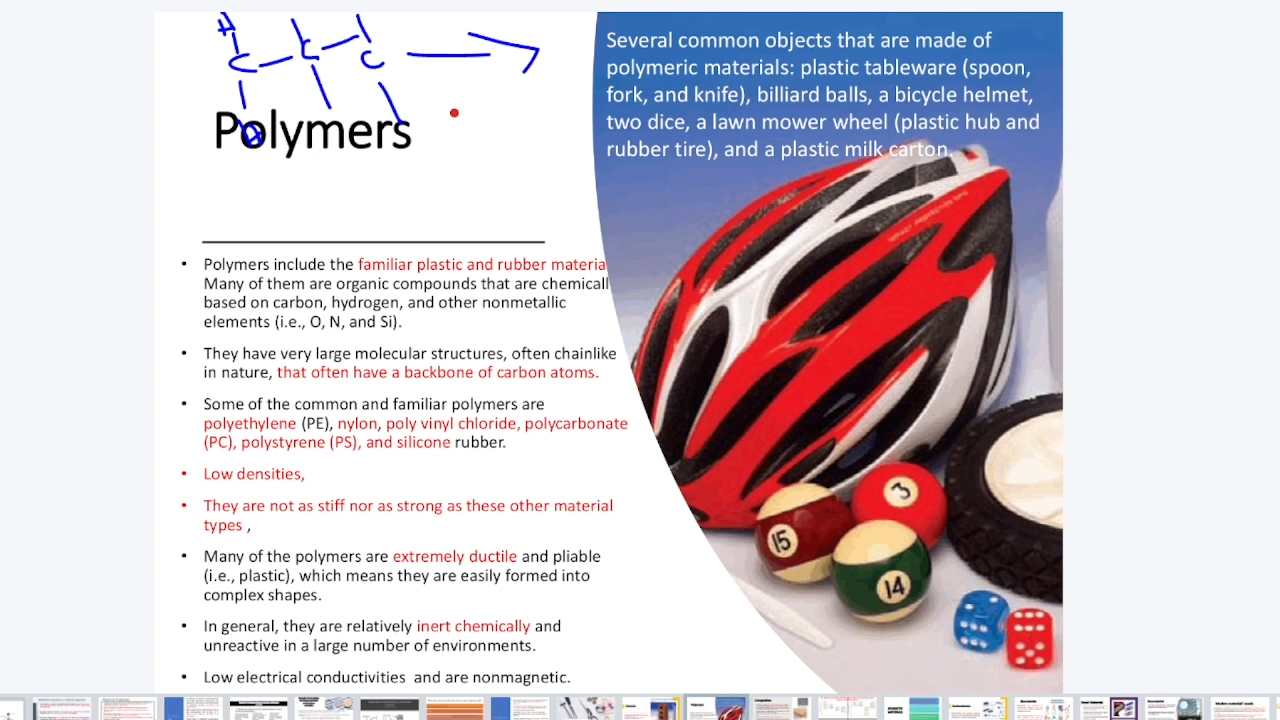 H
C C C
Polymers
Several common objects that are made of
polymeric materials: plastic tableware (spoon,
fork, and knife), billiard balls, a bicycle helmet,
two dice, a lawn mower wheel (plastic hub and
rubber tire), and a plastic milk carton.
• Polymers include the familiar plastic and rubber materia
Many of them are organic compounds that are chemicall
based on carbon, hydrogen, and other nonmetallic
elements (i.e., O, N, and Si).
• They have very large molecular structures, often chainlike
in nature, that often have a backbone of carbon atoms.
• Some of the common and familiar polymers are
polyethylene (PE), nylon, poly vinyl chloride, polycarbonate
(PC), polystyrene (PS), and silicone rubber.
• Low densities,
• They are not as stiff nor as strong as these other material
types ,
• Many of the polymers are extremely ductile and pliable
(i.e., plastic), which means they are easily formed into
complex shapes.
• In general, they are relatively inert chemically and
unreactive in a large number of environments.
• Low electrical conductivities and are nonmagnetic.
3
15
14